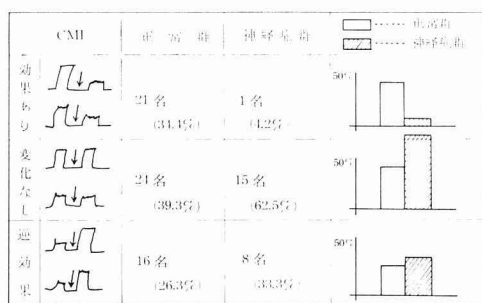 CMI 正常群 神経症群
正常群
神経症群
効果あり
21名 1名
(34.4%) (4.2%)
50%
変化なし
24名 15名
(39.3%) (62.5%)
50%
逆効果
16名 8名
(26.3%) (33.3%)
50%